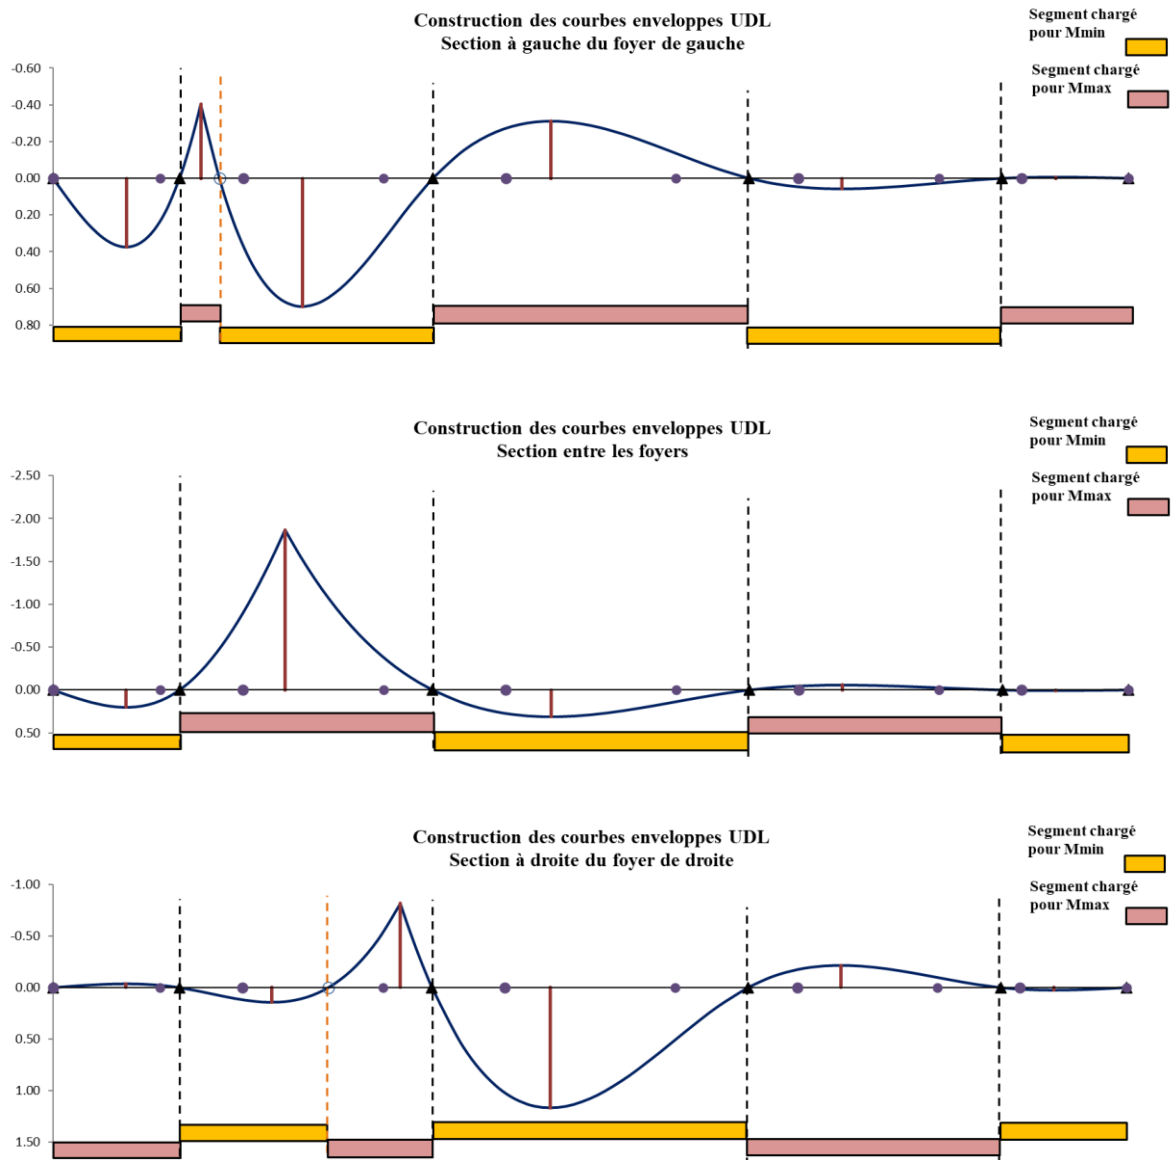 Construction des courbes enveloppes UDL
Section à gauche du foyer de gauche
Segment chargé
pour Mmin
Segment chargé
pour Mmax
-0.60
-0.40
-0.20
0.00
0.20
0.40
0.60
0.80
Construction des courbes enveloppes UDL
Section entre les foyers
Segment chargé
pour Mmin
Segment chargé
pour Mmax
-2.50
-2.00
-1.50
-1.00
-0.50
0.00
0.50
Construction des courbes enveloppes UDL
Section à droite du foyer de droite
Segment chargé
pour Mmin
Segment chargé
pour Mmax
-1.00
-0.50
0.00
0.50
1.00
1.50